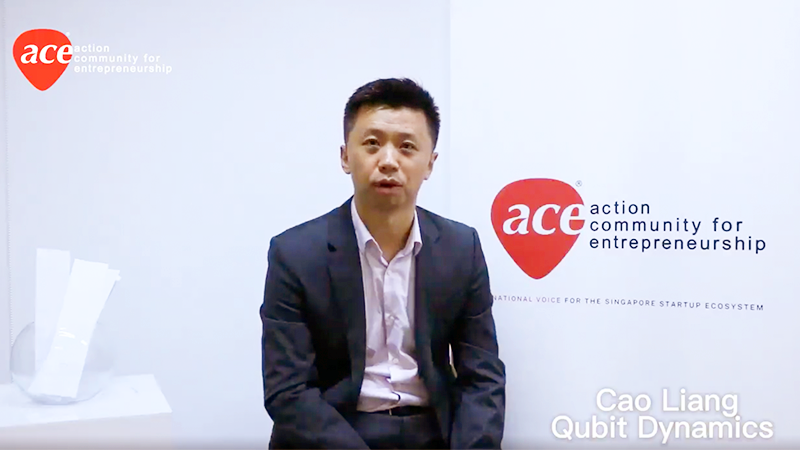 ace action
community for
entrepreneurship
ace® action
community for
entrepreneurship
NATIONAL VOICE FOR THE SINGAPORE STARTUP ECOSYSTEM
Cao Liang
Qubit Dynamics